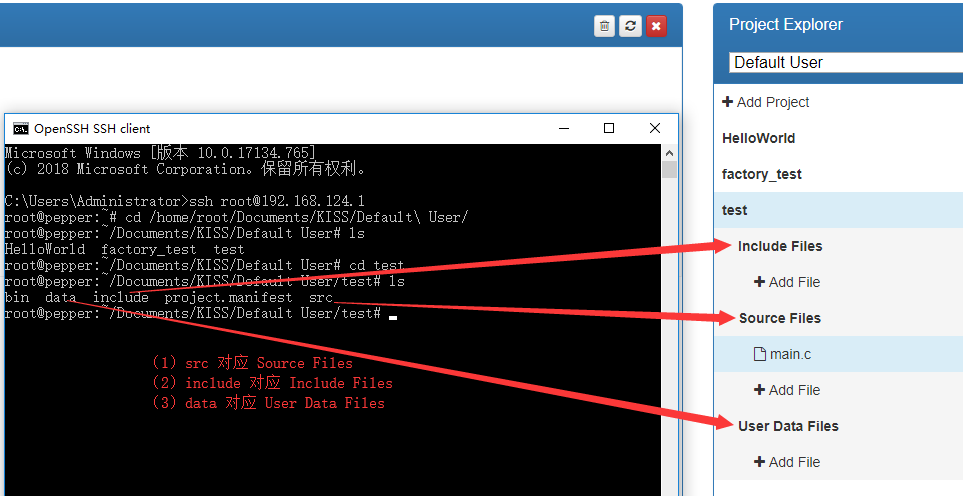 Project Explorer
Default User
Add Project
HelloWorld
factory_test
test
Include Files
Add File
Source Files
main.c
Add File
User Data Files
Add File
OpenSSH SSH client
Microsoft Windows [版本 10.0.17134.765]
(c) 2018 Microsoft Corporation。保留所有权利。
C:\Users\Administrator>ssh root@192.168.124.1
root@pepper:~# cd /home/root/Documents/KISS/Default\ User/
root@pepper:~/Documents/KISS/Default User# ls
HelloWorld  factory_test  test
root@pepper:~/Documents/KISS/Default User# cd test
root@pepper:~/Documents/KISS/Default User/test# ls
bin  data  include  project.manifest  src
root@pepper:~/Documents/KISS/Default User/test#
(1) src 对应 Source Files
(2) include 对应 Include Files
(3) data 对应 User Data Files